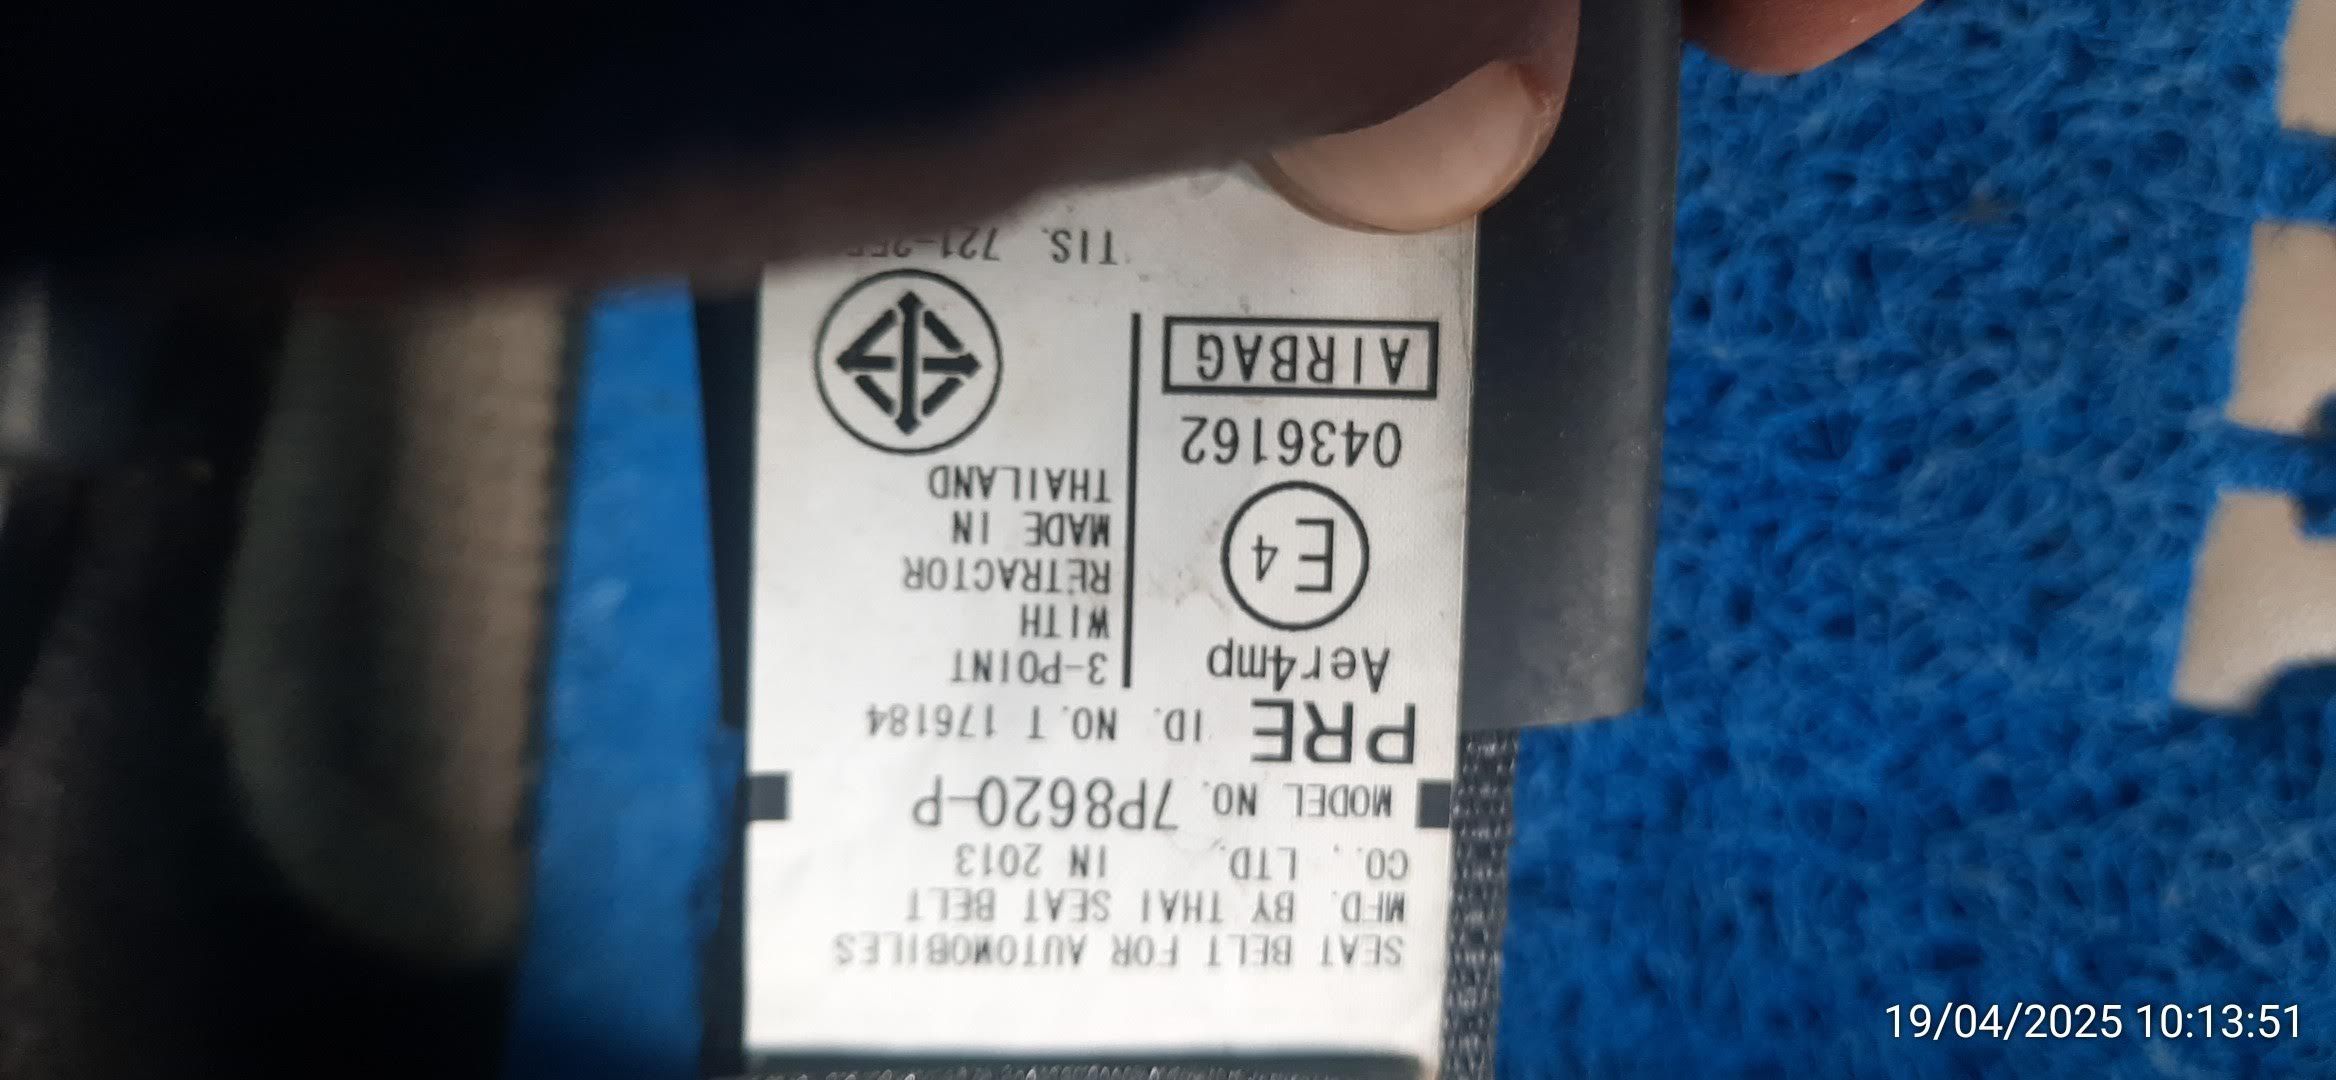 SEAT BELT FOR AUTOMOBILES
MFD. BY THAI SEAT BELT
CO., LTD. IN 2013
MODEL NO. 7P8620-P
PRE ID. NO. T 176184
Aer4mp
E4
0436162
AIRBAG
3-POINT
WITH
RETRACTOR
MADE IN
THAILAND
TIS.
19/04/2025 10:13:51